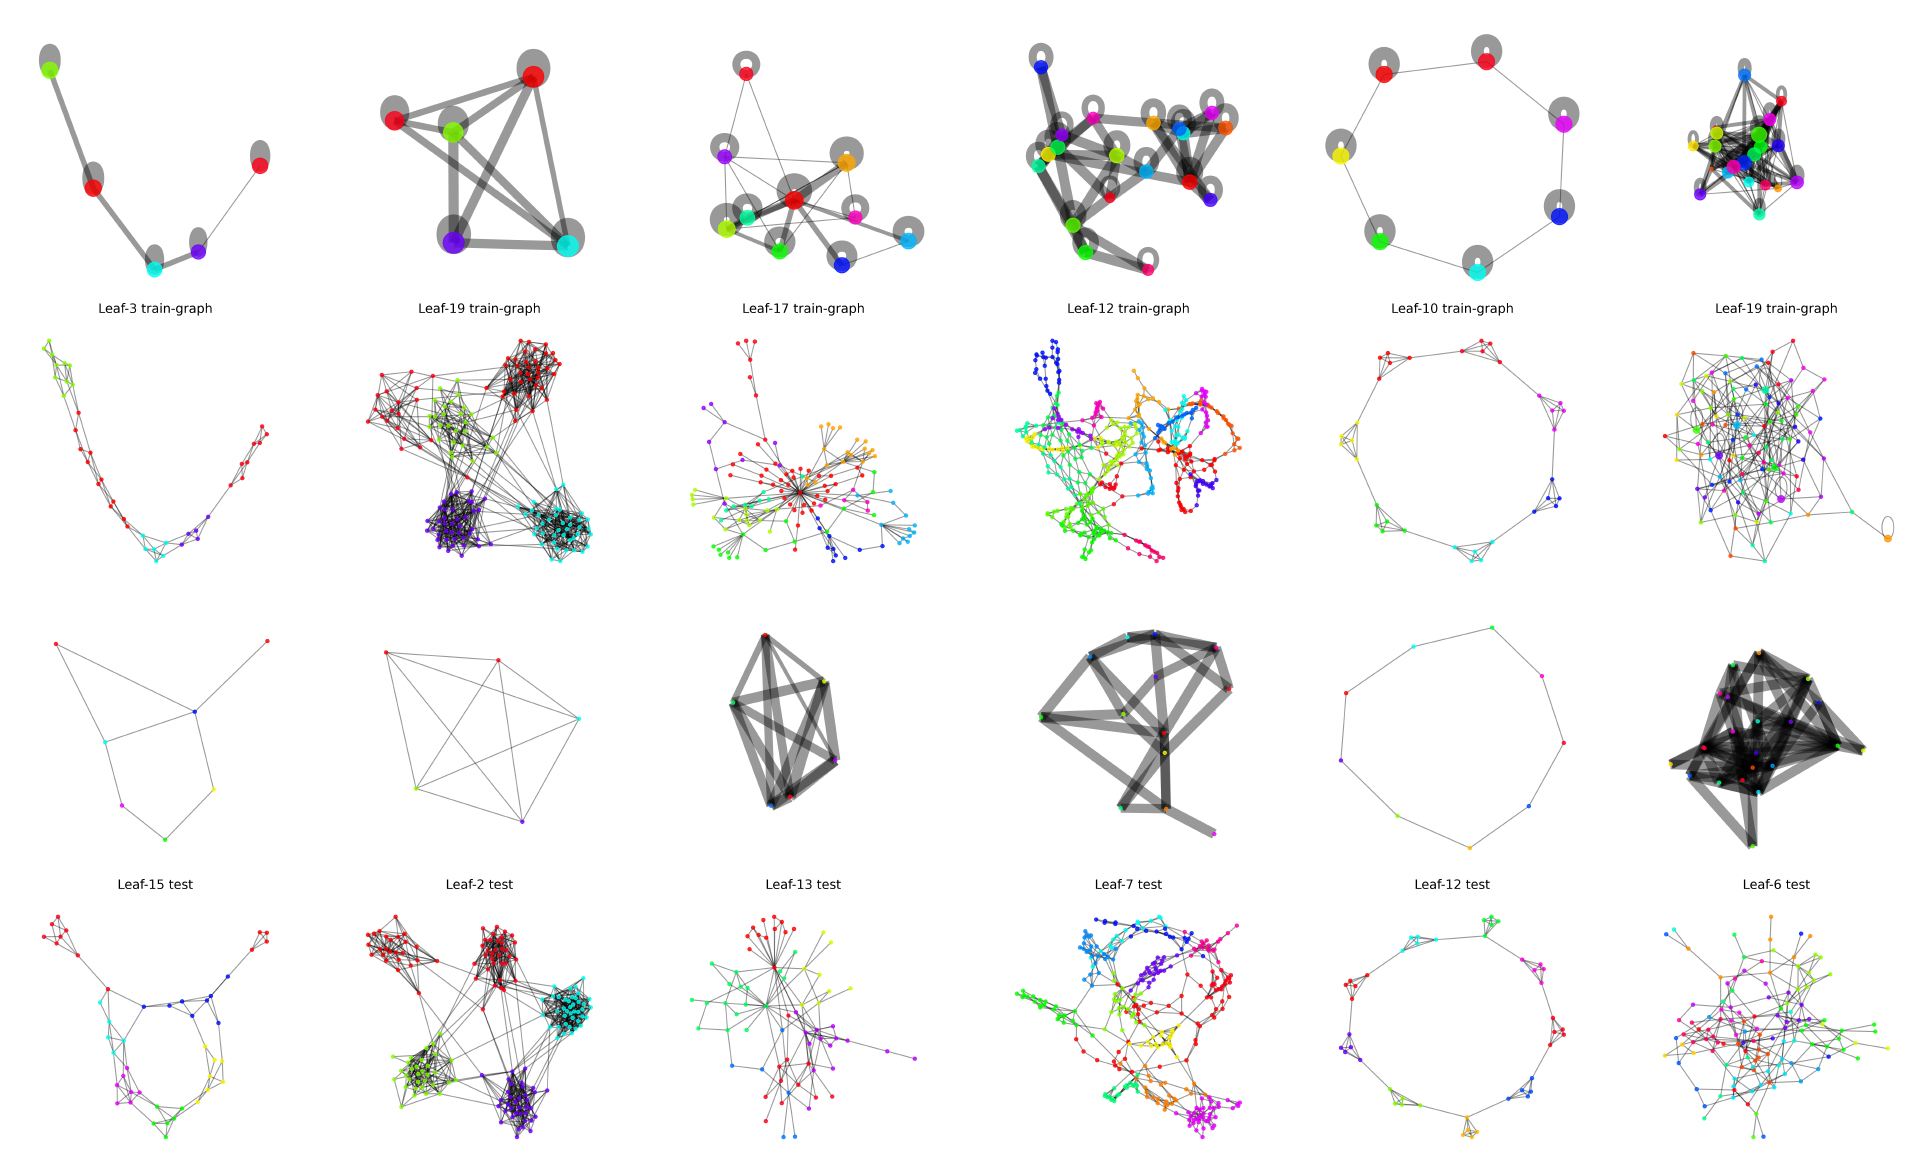 Leaf-3 train-graph
Leaf-19 train-graph
Leaf-17 train-graph
Leaf-12 train-graph
Leaf-10 train-graph
Leaf-19 train-graph
Leaf-15 test
Leaf-2 test
Leaf-13 test
Leaf-7 test
Leaf-12 test
Leaf-6 test